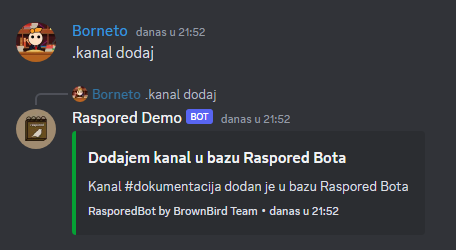 Borneto danas u 21:52
.kanal dodaj
Borneto .kanal dodaj
Raspored Demo BOT danas u 21:52
Dodajem kanal u bazu Raspored Bota
Kanal #dokumentacija dodan je u bazu Raspored Bota
RasporedBot by BrownBird Team • danas u 21:52